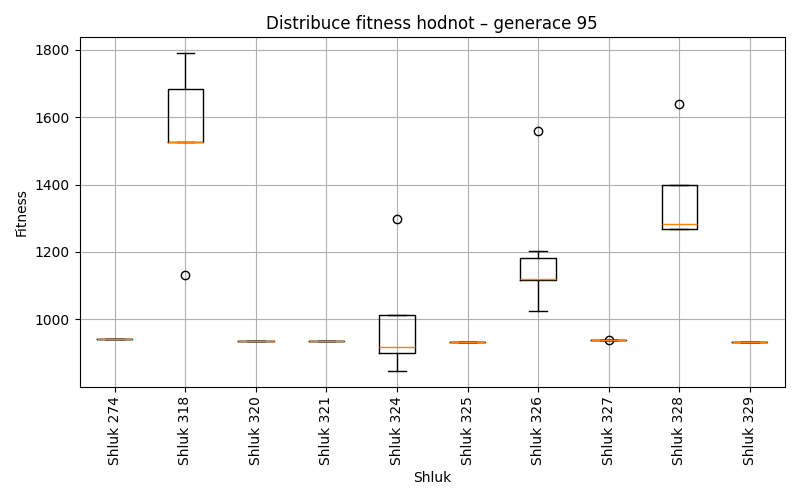 Distribuce fitness hodnot – generace 95
Fitness
1800
1600
1400
1200
1000
Shluk 274
Shluk 318
Shluk 320
Shluk 321
Shluk 324
Shluk 325
Shluk 326
Shluk 327
Shluk 328
Shluk 329
Shluk